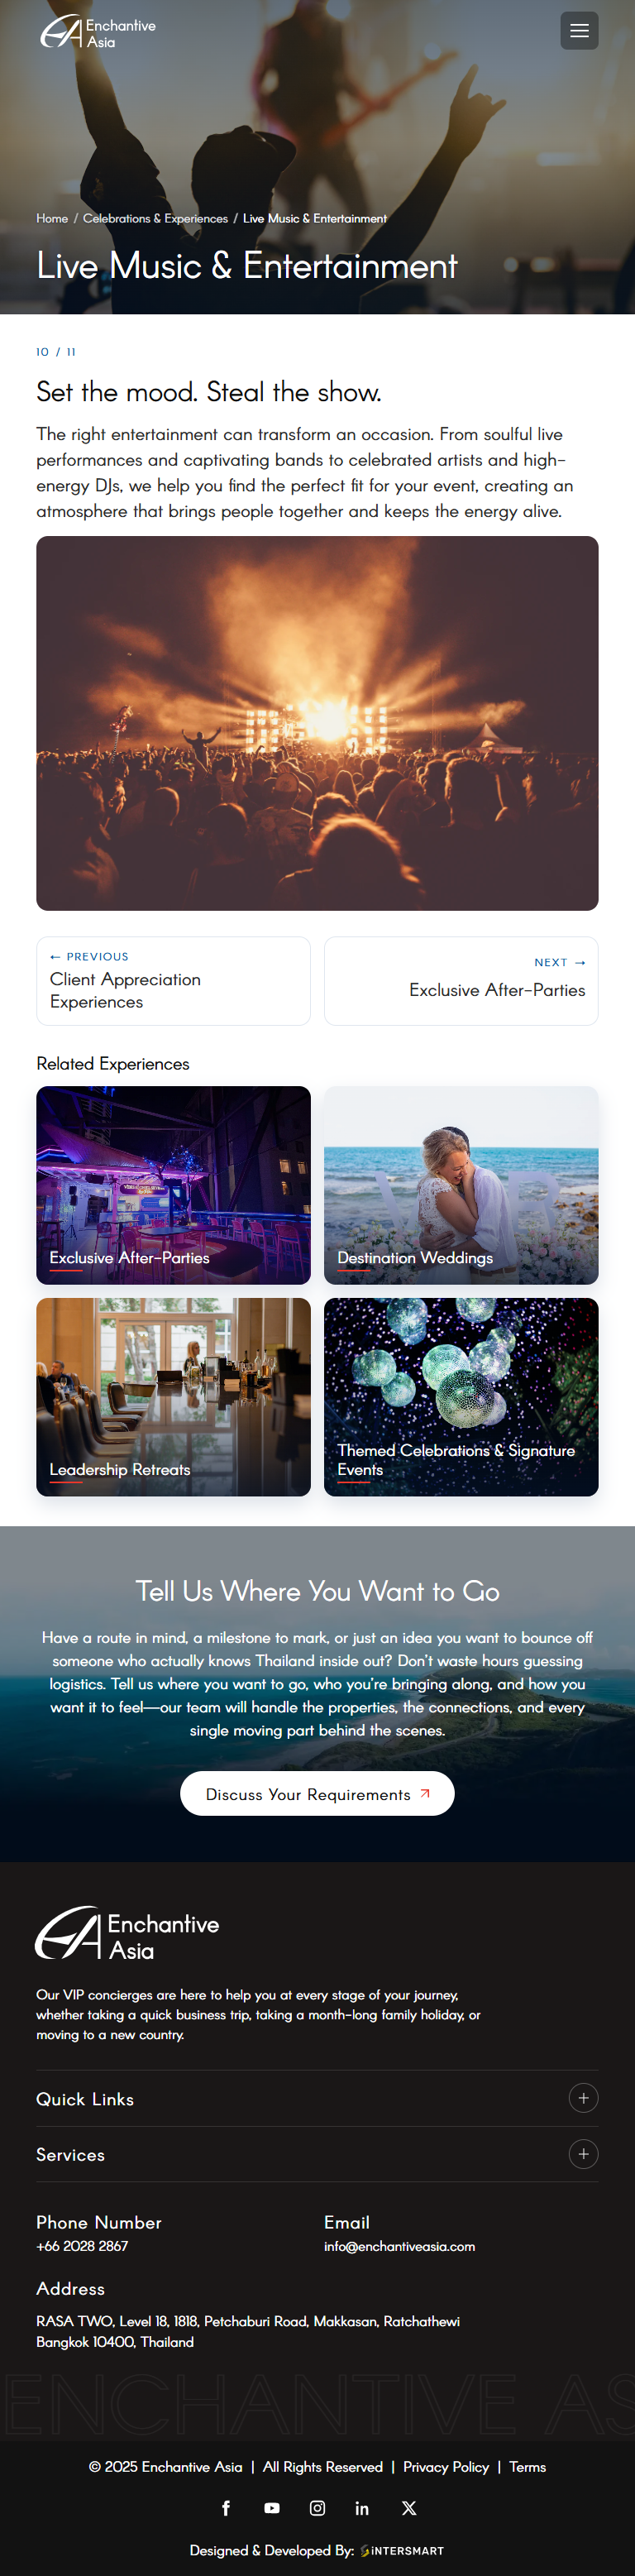 Enchantive
Asia
Home / Celebrations & Experiences / Live Music & Entertainment
Live Music & Entertainment
10 / 11
Set the mood. Steal the show.
The right entertainment can transform an occasion. From soulful live
performances and captivating bands to celebrated artists and high-
energy DJs, we help you find the perfect fit for your event, creating an
atmosphere that brings people together and keeps the energy alive.
← PREVIOUS
Client Appreciation
Experiences
NEXT →
Exclusive After-Parties
Related Experiences
Exclusive After-Parties
Destination Weddings
Leadership Retreats
Themed Celebrations & Signature
Events
Tell Us Where You Want to Go
Have a route in mind, a milestone to mark, or just an idea you want to bounce off
someone who actually knows Thailand inside out? Don't waste hours guessing
logistics. Tell us where you want to go, who you're bringing along, and how you
want it to feel—our team will handle the properties, the connections, and every
single moving part behind the scenes.
Discuss Your Requirements
Enchantive
Asia
Our VIP concierges are here to help you at every stage of your journey,
whether taking a quick business trip, taking a month-long family holiday, or
moving to a new country.
Quick Links
Services
Phone Number
+66 2028 2867
Email
info@enchantiveasia.com
Address
RASA TWO, Level 18, 1818, Petchaburi Road, Makkasan, Ratchathewi
Bangkok 10400, Thailand
ENCHANTIVE AS
© 2025 Enchantive Asia | All Rights Reserved | Privacy Policy | Terms
Designed & Developed By: iNTERSMART